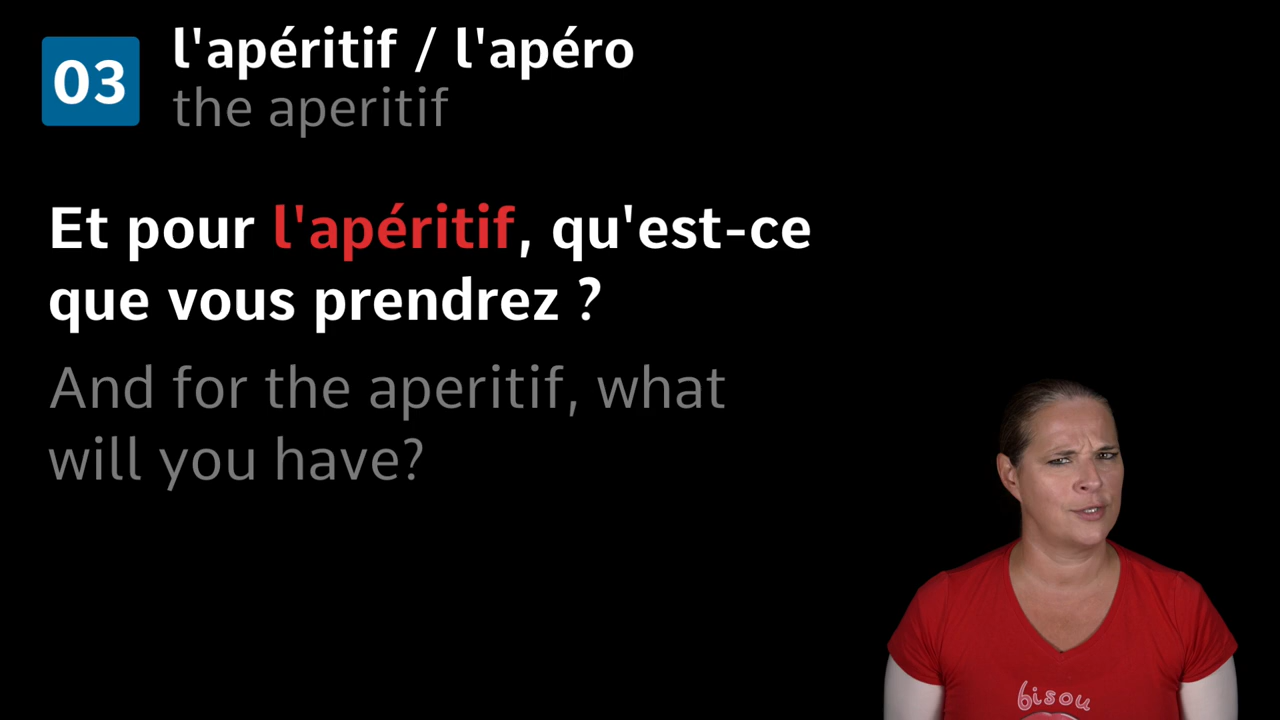 03
l'apéritif / l'apéro
the aperitif
Et pour l'apéritif, qu'est-ce
que vous prendrez ?
And for the aperitif, what
will you have?
bisou